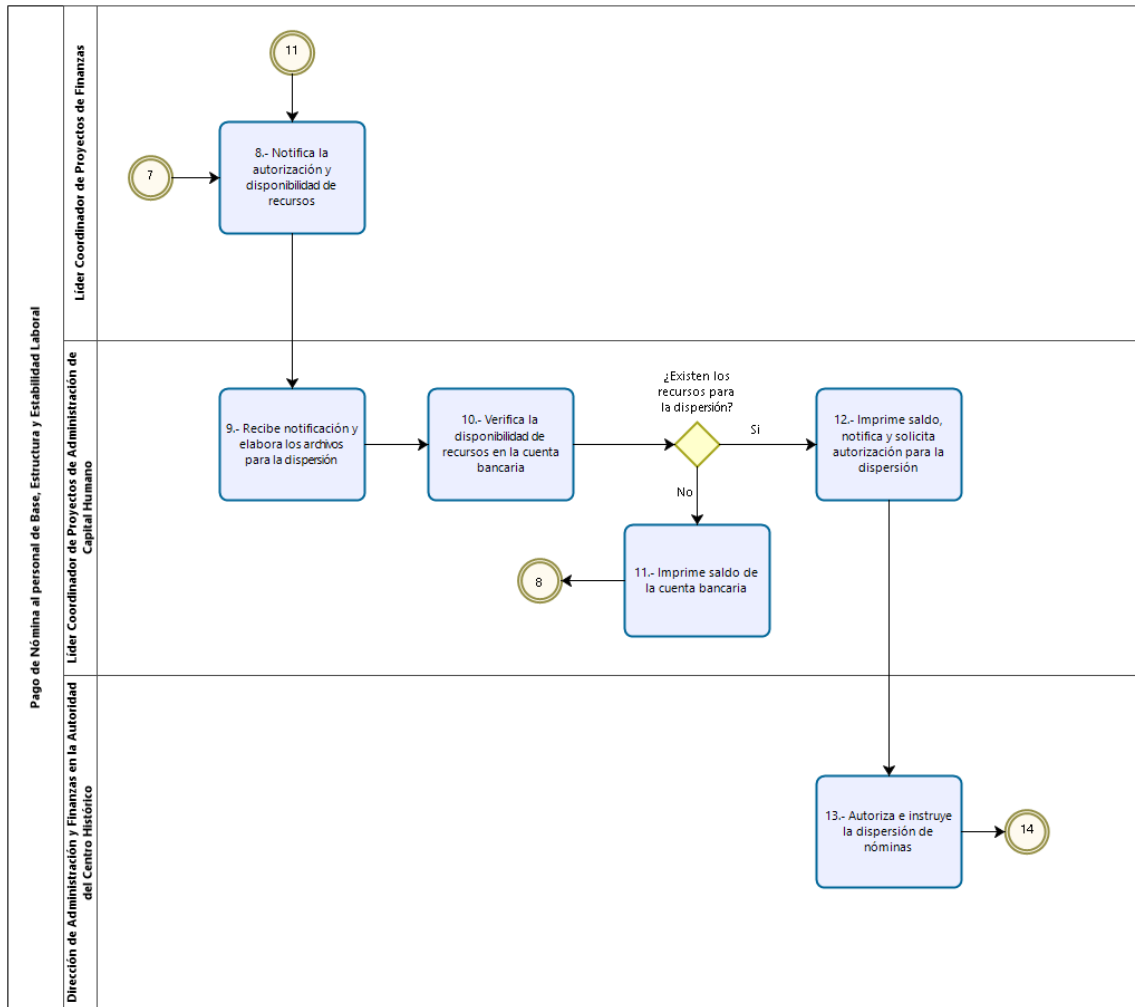 Pago de Nómina al personal de Base, Estructura y Estabilidad Laboral
Líder Coordinador de Proyectos de Finanzas
11
7
8.- Notifica la
autorización y
disponibilidad de
recursos
Líder Coordinador de Proyectos de Administración de
Capital Humano
9.- Recibe notificación y
elabora los archivos
para la dispersión
10.- Verifica la
disponibilidad de
recursos en la cuenta
bancaria
¿Existen los
recursos para
la dispersión?
Si
No
12.- Imprime saldo,
notifica y solicita
autorización para la
dispersión
11.- Imprime saldo de
la cuenta bancaria
8
Dirección de Administración y Finanzas en la Autoridad
del Centro Histórico
13.- Autoriza e instruye
la dispersión de
nóminas
14